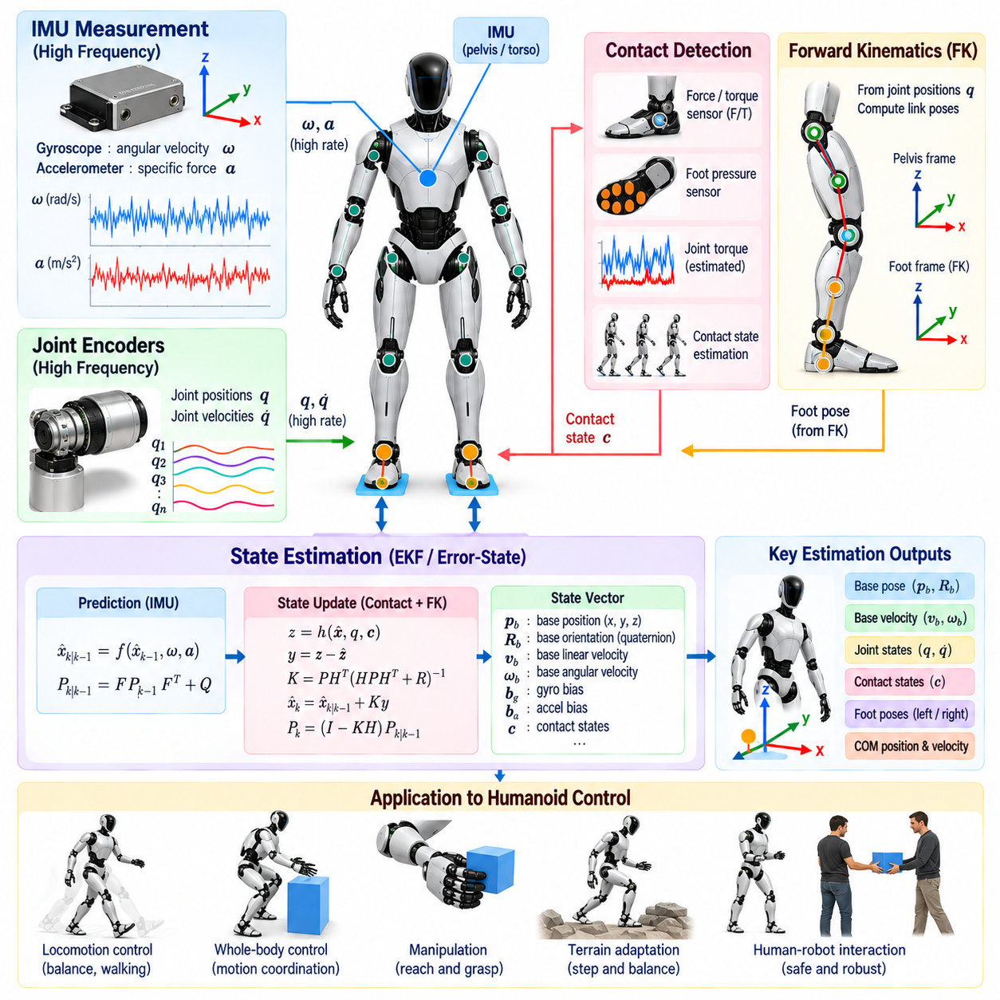 IMU Measurement
(High Frequency)
z
y
x
Gyroscope : angular velocity ω
Accelerometer : specific force a
ω (rad/s)
a (m/s²)
IMU
(pelvis / torso)
ω, a
(high rate)
Joint Encoders
(High Frequency)
Joint positions q
Joint velocities q̇
q₁
q₂
q₃
:
qₙ
q, q̇
(high rate)
Contact Detection
Force / torque
sensor (F/T)
Foot pressure
sensor
Joint torque
(estimated)
Contact state
estimation
Contact
state c
Forward Kinematics (FK)
From joint positions q
Compute link poses
Pelvis frame
z
y
x
Foot frame (FK)
z
y
x
Foot pose
(from FK)
State Estimation (EKF / Error-State)
Prediction (IMU)
x̂ₖ|ₖ₋₁ = f(x̂ₖ₋₁, ω, a)
Pₖ|ₖ₋₁ = F Pₖ₋₁ Fᵀ + Q
State Update (Contact + FK)
z = h(x̂, q, c)
y = z − ẑ
K = PHᵀ(HPHᵀ + R)⁻¹
x̂ₖ = x̂ₖ|ₖ₋₁ + Ky
Pₖ = (I − KH) Pₖ|ₖ₋₁
State Vector
p_b : base position (x, y, z)
R_b : base orientation (quaternion)
v_b : base linear velocity
ω_b : base angular velocity
b_g : gyro bias
b_a : accel bias
c : contact states
...
Key Estimation Outputs
Base pose (p_b, R_b)
Base velocity (v_b, ω_b)
Joint states (q, q̇)
Contact states (c)
Foot poses (left / right)
COM position & velocity
z
y
x
Application to Humanoid Control
Locomotion control
(balance, walking)
Whole-body control
(motion coordination)
Manipulation
(reach and grasp)
Terrain adaptation
(step and balance)
Human-robot interaction
(safe and robust)